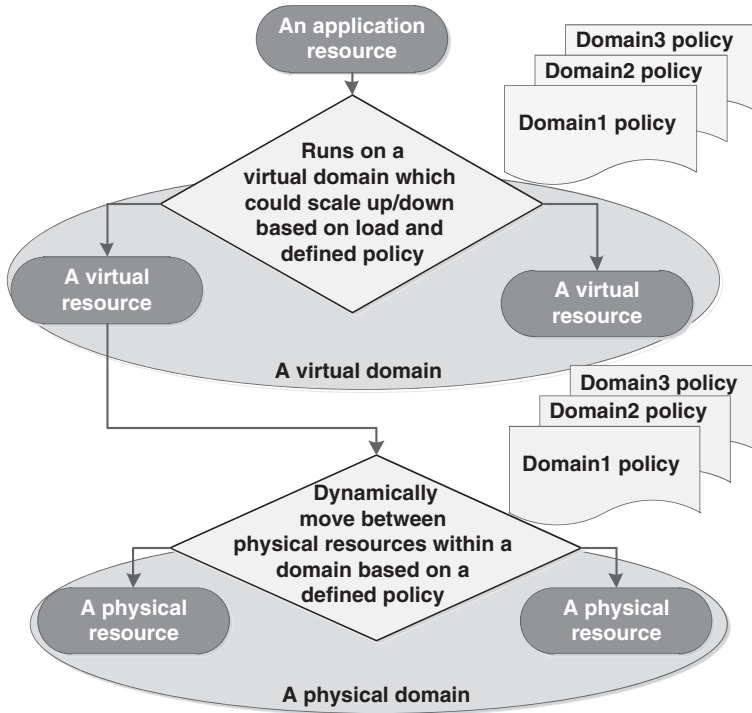 An application
resource
Domain3 policy
Domain2 policy
Domain1 policy
Runs on a
virtual domain which
could scale up/down
based on load and
defined policy
A virtual
resource
A virtual
resource
A virtual domain
Domain3 policy
Domain2 policy
Domain1 policy
Dynamically
move between
physical resources within a
domain based on a
defined policy
A physical
resource
A physical
resource
A physical domain